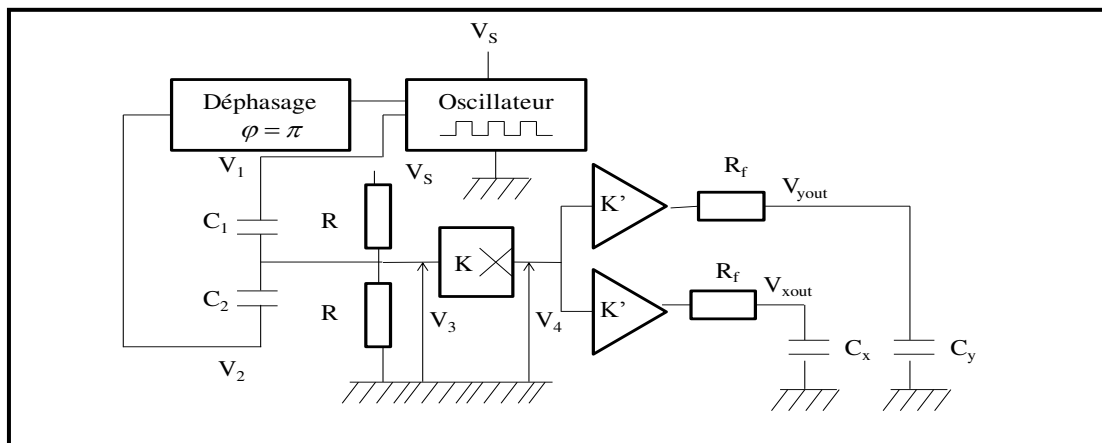 V_S
Déphasage
φ = π
Oscillateur
V_1
V_S
R_f
V_yout
C_1
R
K'
K
R_f
V_xout
C_2
R
V_3
V_4
K'
V_2
C_x
C_y